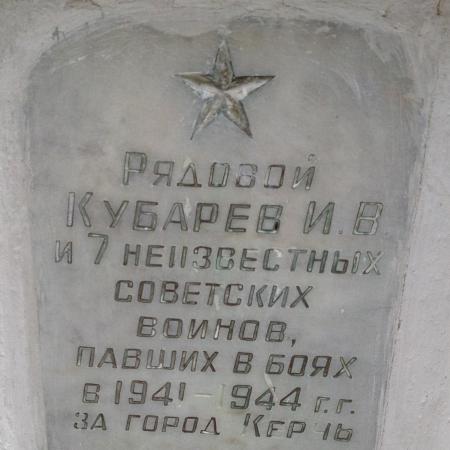 Рядовой
Кубарев И.В
и 7 неизвестных
советских
воинов,
павших в боях
в 1941-1944 г.г.
за город Керчь